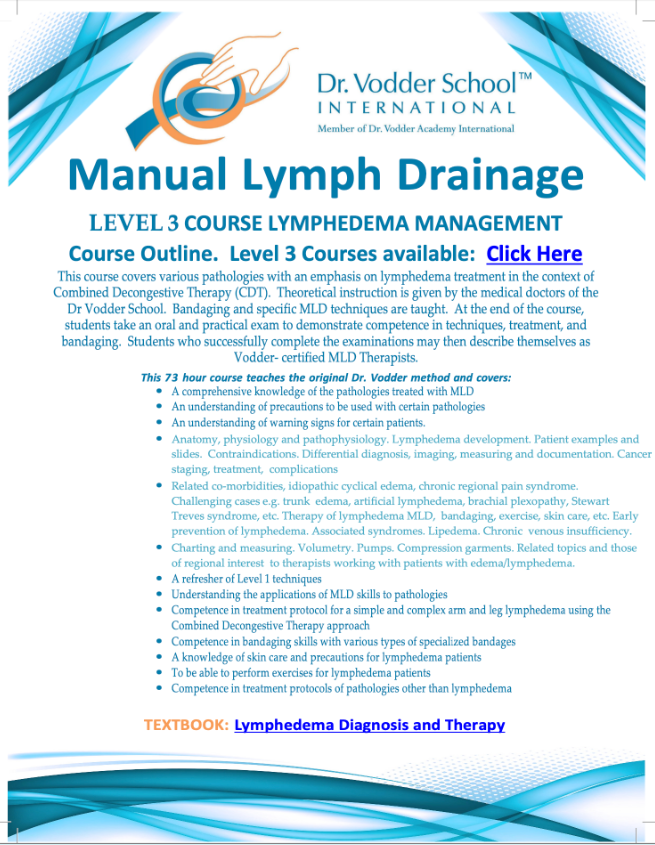 Dr. Vodder School™
INTERNATIONAL
Member of Dr. Vodder Academy International
Manual Lymph Drainage
LEVEL 3 COURSE LYMPHEDEMA MANAGEMENT
Course Outline. Level 3 Courses available: Click Here
This course covers various pathologies with an emphasis on lymphedema treatment in the context of
Combined Decongestive Therapy (CDT). Theoretical instruction is given by the medical doctors of the
Dr Vodder School. Bandaging and specific MLD techniques are taught. At the end of the course,
students take an oral and practical exam to demonstrate competence in techniques, treatment, and
bandaging. Students who successfully complete the examinations may then describe themselves as
Vodder- certified MLD Therapists.
This 73 hour course teaches the original Dr. Vodder method and covers:
• A comprehensive knowledge of the pathologies treated with MLD
• An understanding of precautions to be used with certain pathologies
• An understanding of warning signs for certain patients.
• Anatomy, physiology and pathophysiology. Lymphedema development. Patient examples and
slides. Contraindications. Differential diagnosis, imaging, measuring and documentation. Cancer
staging, treatment, complications
• Related co-morbidities, idiopathic cyclical edema, chronic regional pain syndrome.
Challenging cases e.g. trunk edema, artificial lymphedema, brachial plexopathy, Stewart
Treves syndrome, etc. Therapy of lymphedema MLD, bandaging, exercise, skin care, etc. Early
prevention of lymphedema. Associated syndromes. Lipedema. Chronic venous insufficiency.
• Charting and measuring. Volumetry. Pumps. Compression garments. Related topics and those
of regional interest to therapists working with patients with edema/lymphedema.
• A refresher of Level 1 techniques
• Understanding the applications of MLD skills to pathologies
• Competence in treatment protocol for a simple and complex arm and leg lymphedema using the
Combined Decongestive Therapy approach
• Competence in bandaging skills with various types of specialized bandages
• A knowledge of skin care and precautions for lymphedema patients
• To be able to perform exercises for lymphedema patients
• Competence in treatment protocols of pathologies other than lymphedema
TEXTBOOK: Lymphedema Diagnosis and Therapy